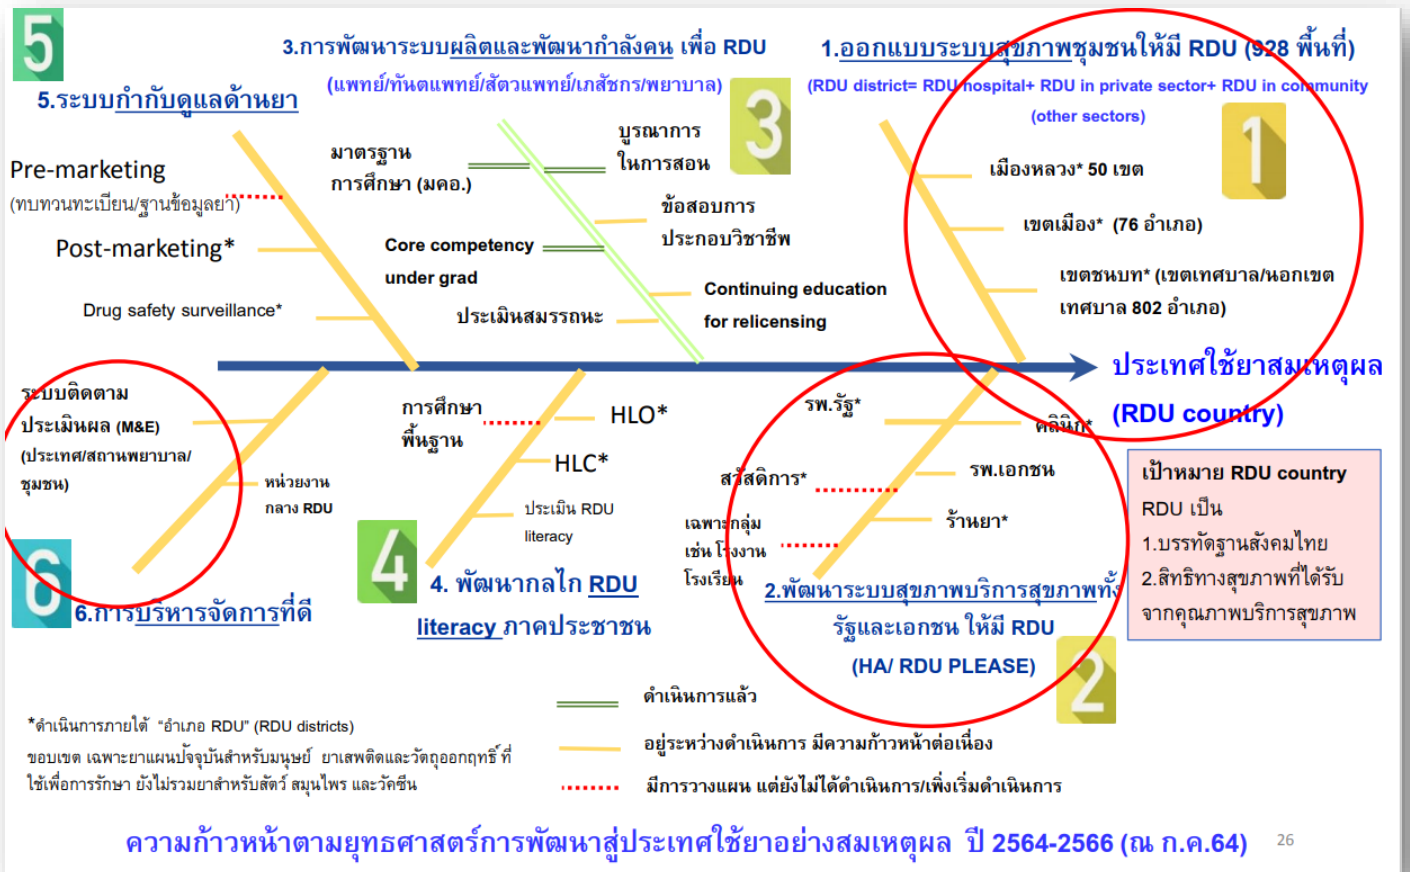 5
5.ระบบกำกับดูแลด้านยา
Pre-marketing
(ทบทวนทะเบียน/ฐานข้อมูลยา)
Post-marketing*
Drug safety surveillance*
3.การพัฒนาระบบผลิตและพัฒนากำลังคน เพื่อ RDU
(แพทย์/ทันตแพทย์/สัตวแพทย์/เภสัชกร/พยาบาล)
3
มาตรฐาน
การศึกษา (มคอ.)
บูรณาการ
ในการสอน
ข้อสอบการ
ประกอบวิชาชีพ
Core competency
under grad
Continuing education
for relicensing
ประเมินสมรรถนะ
1.ออกแบบระบบสุขภาพชุมชนให้มี RDU (928 พื้นที่)
(RDU district= RDU hospital+ RDU in private sector+ RDU in community
(other sectors)
1
เมืองหลวง* 50 เขต
เขตเมือง* (76 อำเภอ)
เขตชนบท* (เขตเทศบาล/นอกเขต
เทศบาล 802 อำเภอ)
ประเทศใช้ยาสมเหตุผล
(RDU country)
ระบบติดตาม
ประเมินผล (M&E)
(ประเทศ/สถานพยาบาล/
ชุมชน)
หน่วยงาน
กลาง RDU
6
6.การบริหารจัดการที่ดี
การศึกษา
พื้นฐาน
HLO*
HLC*
ประเมิน RDU
literacy
4
4. พัฒนากลไก RDU
literacy ภาคประชาชน
รพ.รัฐ*
คลินิก*
รพ.เอกชน
สวัสดิการ*
ร้านยา*
เฉพาะกลุ่ม
เช่น โรงงาน
โรงเรียน
2.พัฒนาระบบสุขภาพบริการสุขภาพทั้ง
รัฐและเอกชน ให้มี RDU
(HA/ RDU PLEASE)
2
เป้าหมาย RDU country
RDU เป็น
1.บรรทัดฐานสังคมไทย
2.สิทธิทางสุขภาพที่ได้รับ
จากคุณภาพบริการสุขภาพ
*ดำเนินการภายใต้ “อำเภอ RDU” (RDU districts)
ขอบเขต เฉพาะยาแผนปัจจุบันสำหรับมนุษย์ ยาเสพติดและวัตถุออกฤทธิ์ ที่
ใช้เพื่อการรักษา ยังไม่รวมยาสำหรับสัตว์ สมุนไพร และวัคซีน
ดำเนินการแล้ว
อยู่ระหว่างดำเนินการ มีความก้าวหน้าต่อเนื่อง
มีการวางแผน แต่ยังไม่ได้ดำเนินการ/เพิ่งเริ่มดำเนินการ
ความก้าวหน้าตามยุทธศาสตร์การพัฒนาสู่ประเทศใช้ยาอย่างสมเหตุผล ปี 2564-2566 (ณ ก.ค.64)
26